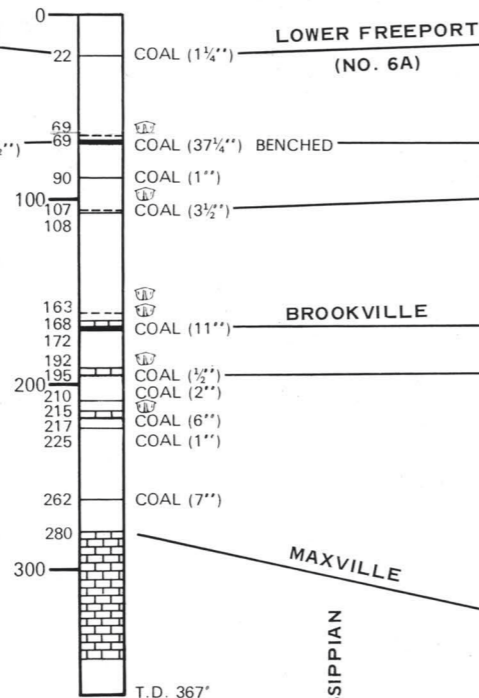 0
LOWER FREEPORT
22 COAL (1¼'')
(NO. 6A)
69
69 COAL (37¼'') BENCHED
90 COAL (1'')
100
107 COAL (3½'')
108
163
BROOKVILLE
168 COAL (11'')
172
192
195 COAL (½'')
200
210 COAL (2'')
215
217 COAL (6'')
225 COAL (1'')
262 COAL (7'')
280
MAXVILLE
300
SIPPIAN
T.D. 367'